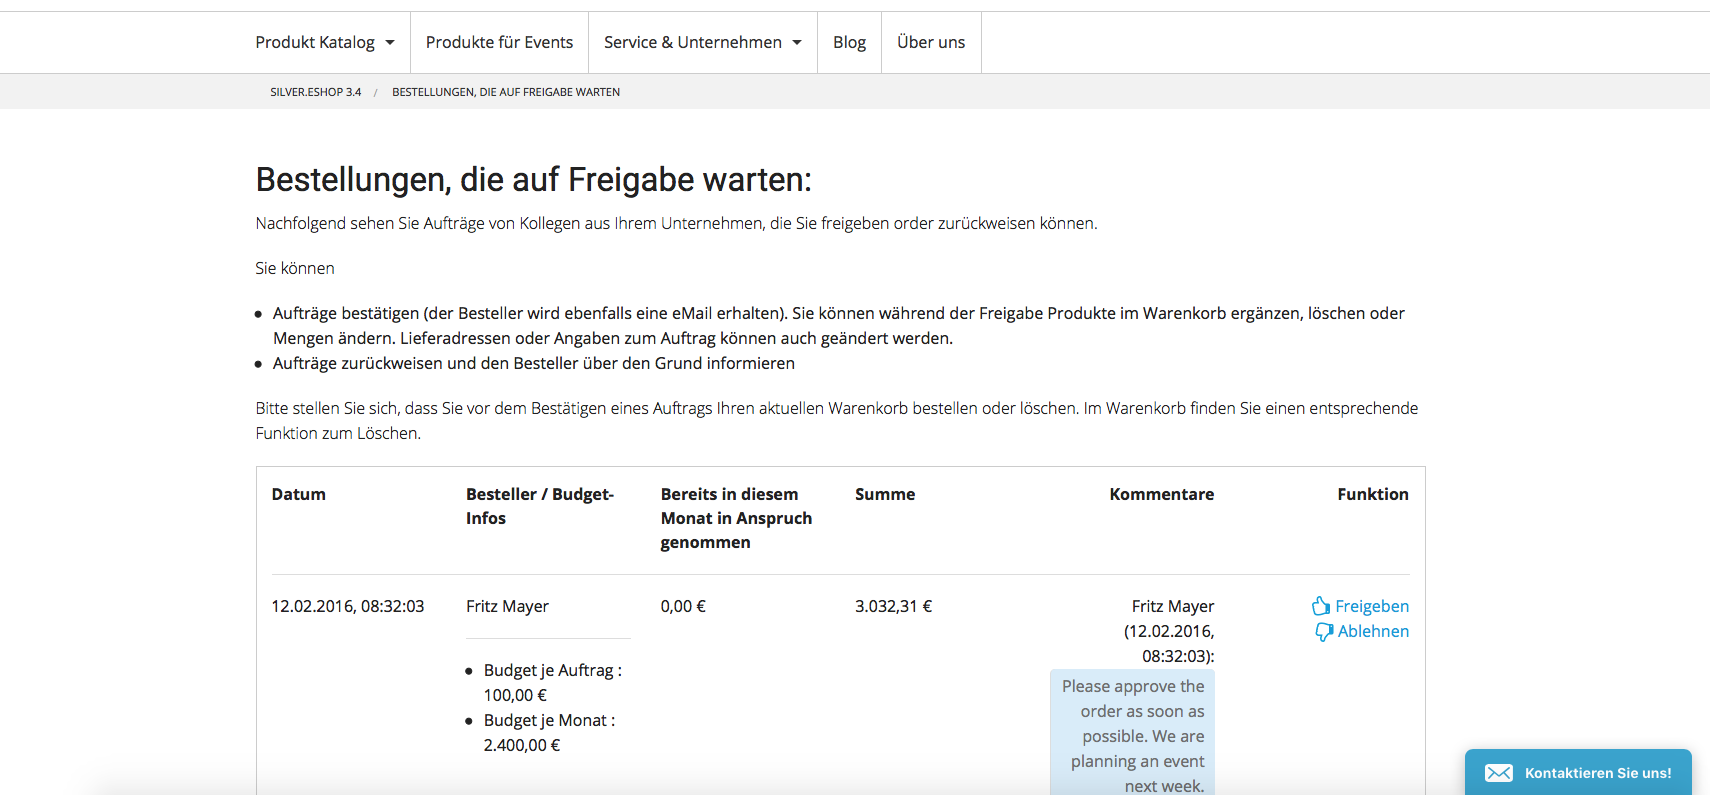 Produkt Katalog
Produkte für Events
Service & Unternehmen
Blog
Über uns
SILVER.ESHOP 3.4 / BESTELLUNGEN, DIE AUF FREIGABE WARTEN
Bestellungen, die auf Freigabe warten:
Nachfolgend sehen Sie Aufträge von Kollegen aus Ihrem Unternehmen, die Sie freigeben order zurückweisen können.
Sie können
Aufträge bestätigen (der Besteller wird ebenfalls eine eMail erhalten). Sie können während der Freigabe Produkte im Warenkorb ergänzen, löschen oder
Mengen ändern. Lieferadressen oder Angaben zum Auftrag können auch geändert werden.
Aufträge zurückweisen und den Besteller über den Grund informieren
Bitte stellen Sie sich, dass Sie vor dem Bestätigen eines Auftrags Ihren aktuellen Warenkorb bestellen oder löschen. Im Warenkorb finden Sie einen entsprechende
Funktion zum Löschen.
Datum
Besteller / Budget-
Infos
Bereits in diesem
Monat in Anspruch
genommen
Summe
Kommentare
Funktion
12.02.2016, 08:32:03
Fritz Mayer
Budget je Auftrag :
100,00 €
Budget je Monat :
2.400,00 €
0,00 €
3.032,31 €
Fritz Mayer
(12.02.2016,
08:32:03):
Please approve the
order as soon as
possible. We are
planning an event
next week.
Freigeben
Ablehnen
Kontaktieren Sie uns!